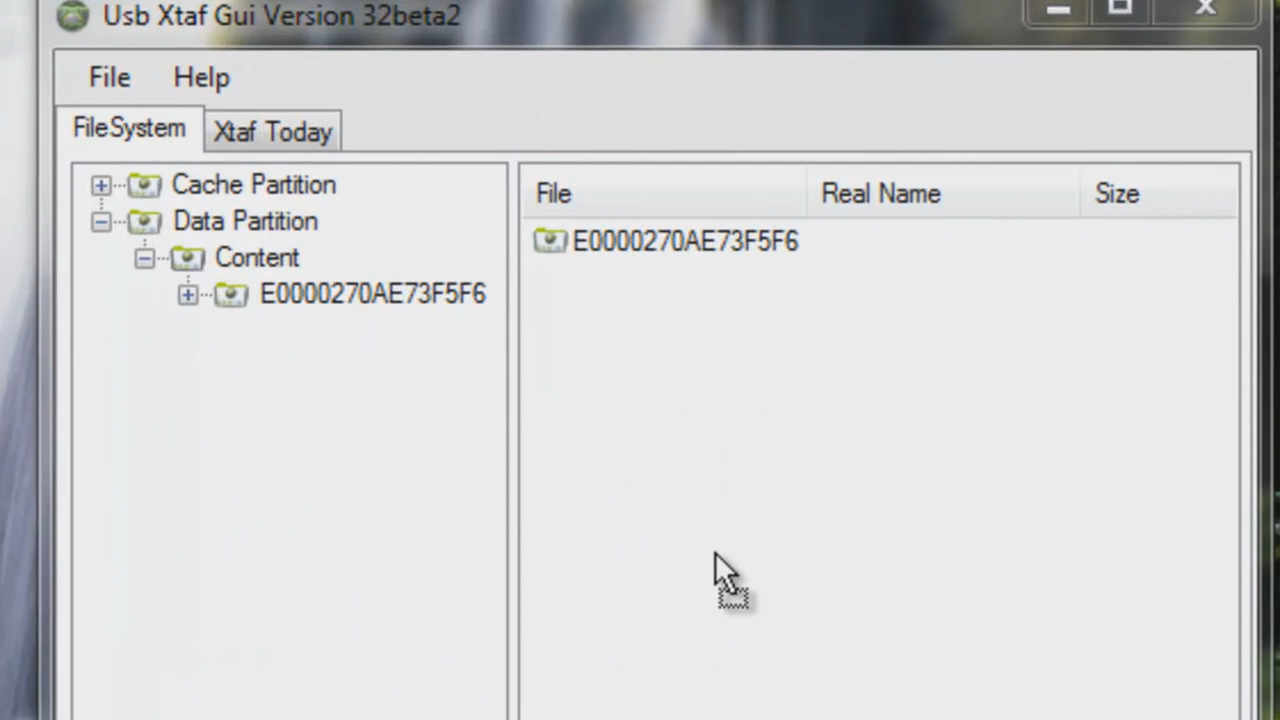 Usb Xtaf Gui Version 32beta2
File Help
FileSystem Xtaf Today
Cache Partition
Data Partition
Content
E0000270AE73F5F6
File Real Name Size
E0000270AE73F5F6